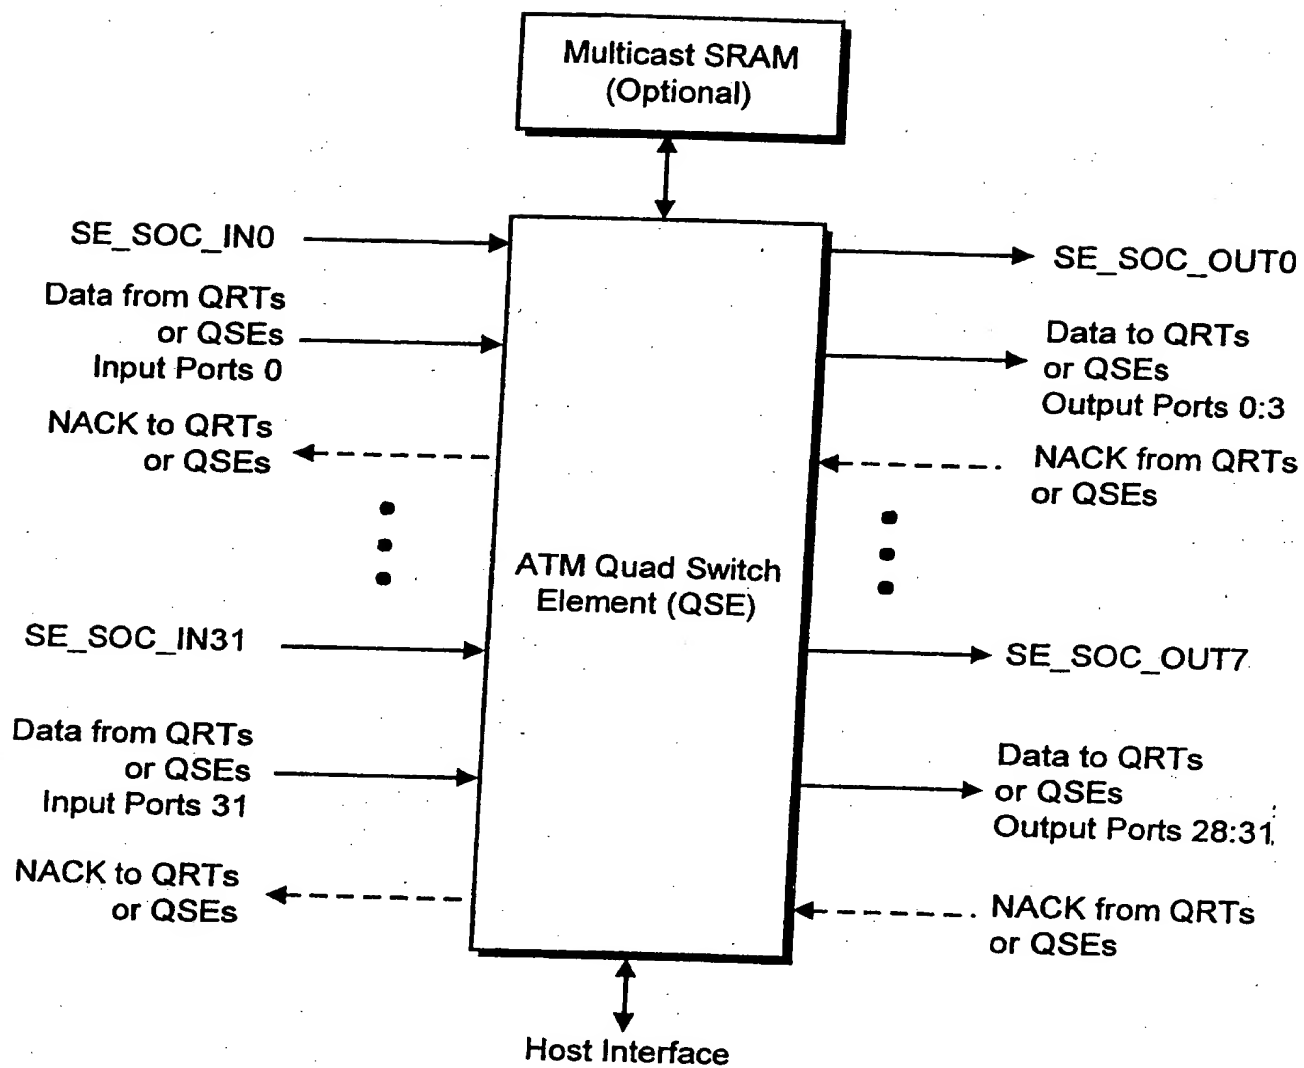 Multicast SRAM
(Optional)
SE_SOC_IN0
Data from QRTs
or QSEs
Input Ports 0
NACK to QRTs
or QSEs
SE_SOC_IN31
Data from QRTs
or QSEs
Input Ports 31
NACK to QRTs
or QSEs
ATM Quad Switch
Element (QSE)
SE_SOC_OUT0
Data to QRTs
or QSEs
Output Ports 0:3
NACK from QRTs
or QSEs
SE_SOC_OUT7
Data to QRTs
or QSEs
Output Ports 28:31
NACK from QRTs
or QSEs
Host Interface